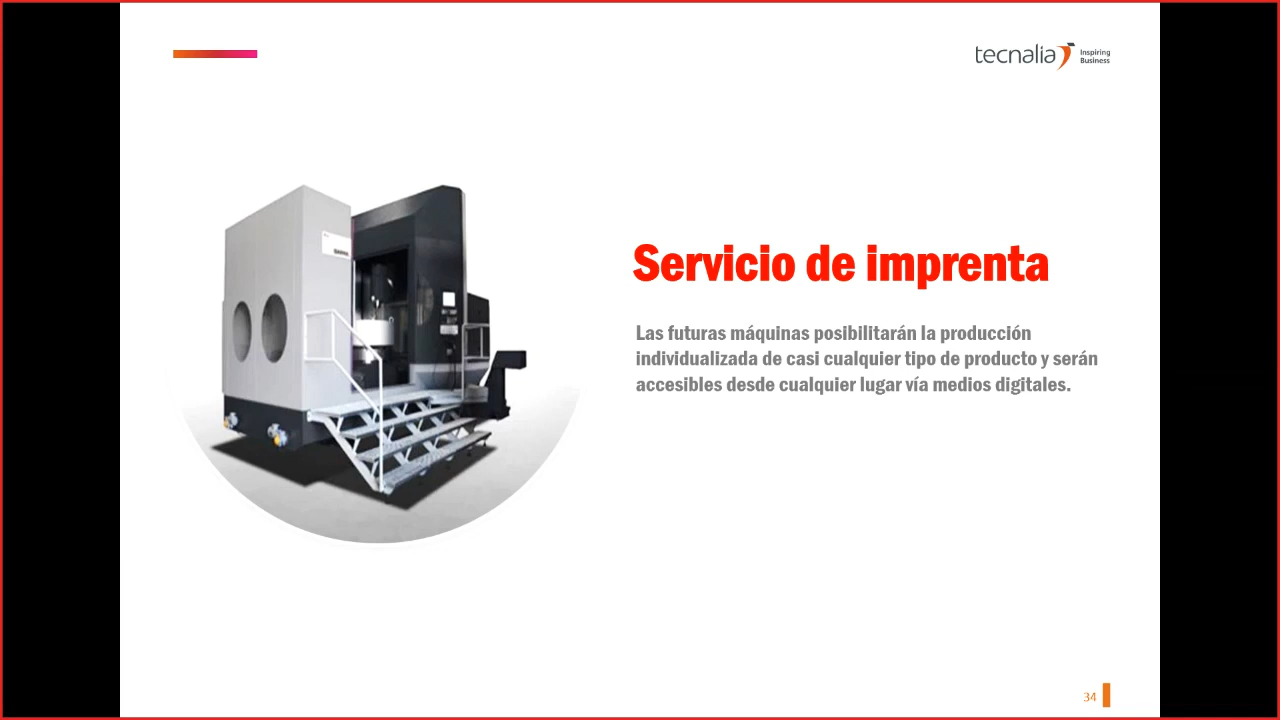 tecnalia Inspiring
Business
Servicio de imprenta
Las futuras máquinas posibilitarán la producción
individualizada de casi cualquier tipo de producto y serán
accesibles desde cualquier lugar vía medios digitales.
34